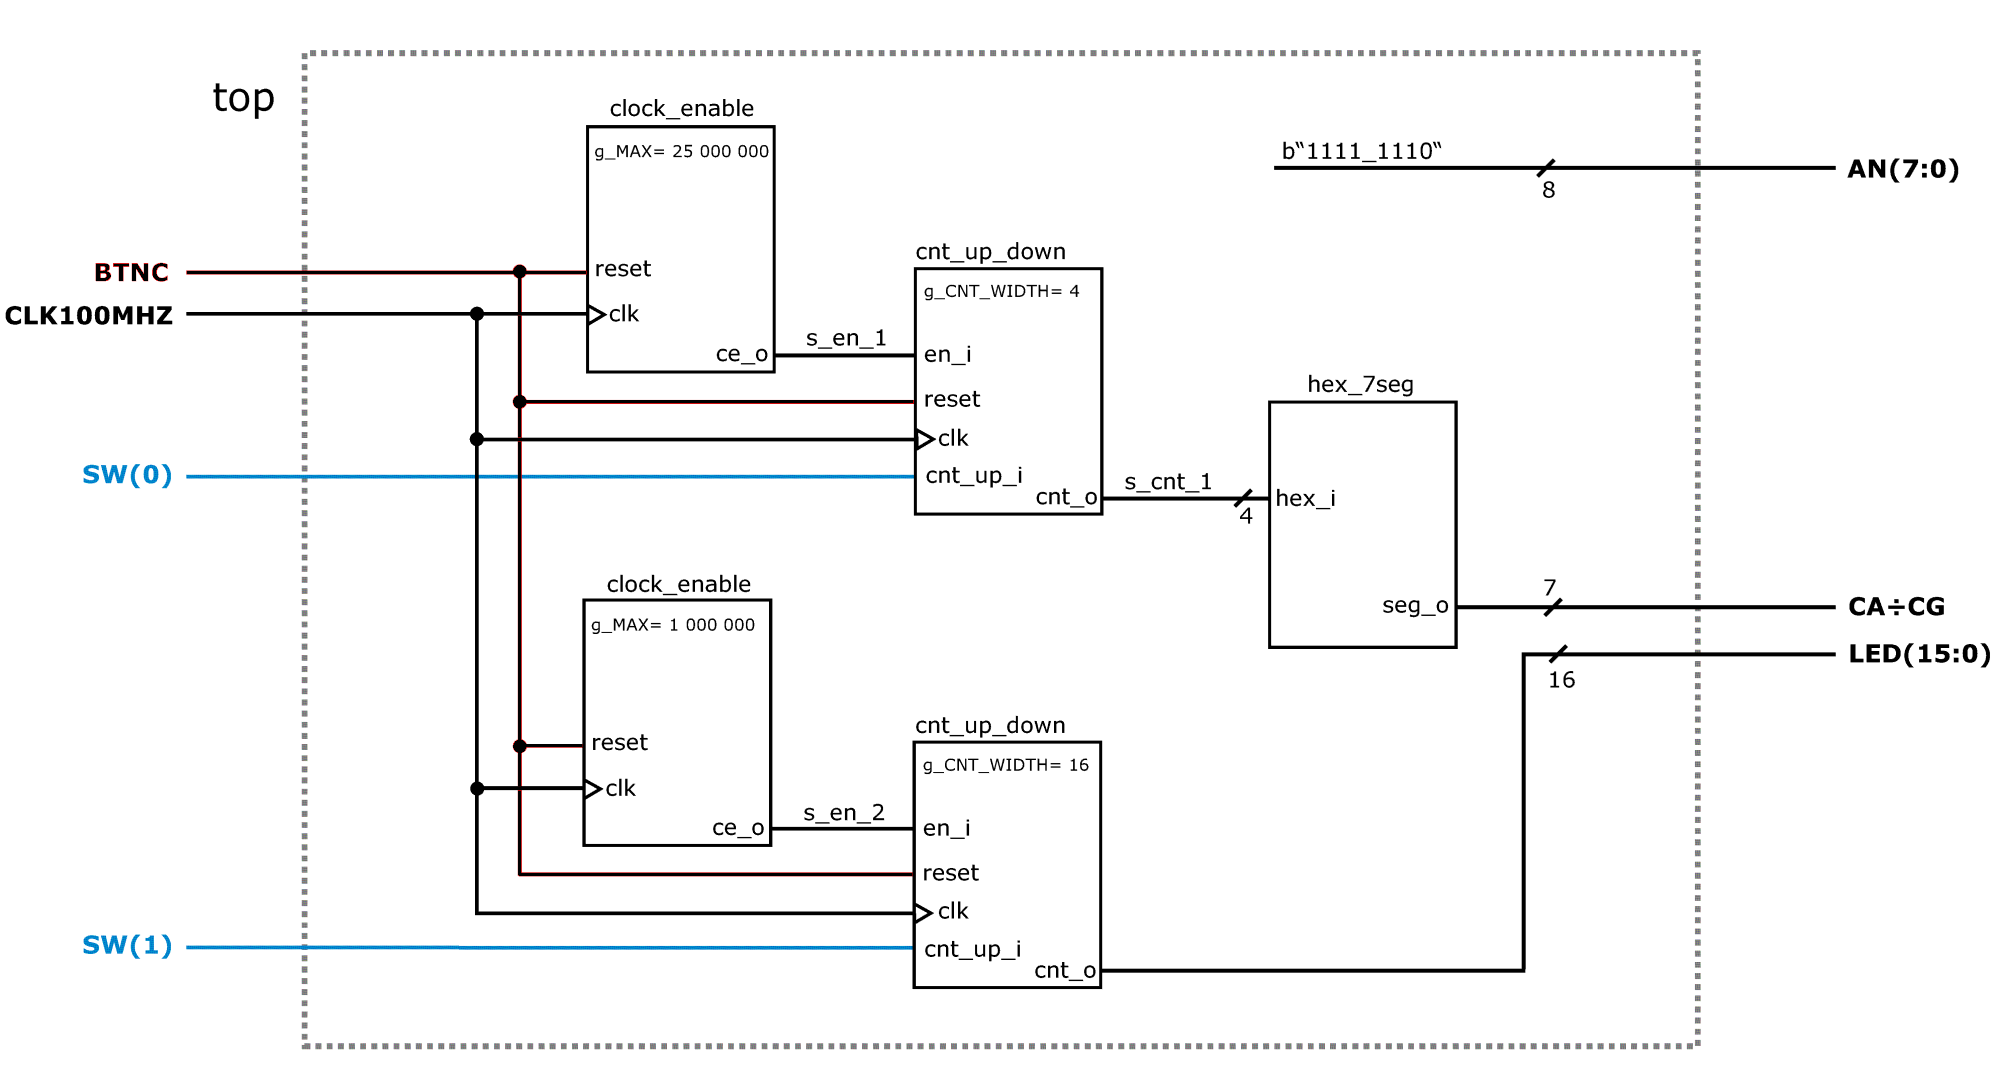 top
clock_enable
g_MAX= 25 000 000
reset
clk
ce_o
BTNC
CLK100MHZ
SW(0)
SW(1)
s_en_1
cnt_up_down
g_CNT_WIDTH= 4
en_i
reset
clk
cnt_up_i
cnt_o
s_cnt_1
4
hex_7seg
hex_i
seg_o
b“1111_1110“
8
AN(7:0)
7
CA÷CG
LED(15:0)
16
clock_enable
g_MAX= 1 000 000
reset
clk
ce_o
s_en_2
cnt_up_down
g_CNT_WIDTH= 16
en_i
reset
clk
cnt_up_i
cnt_o